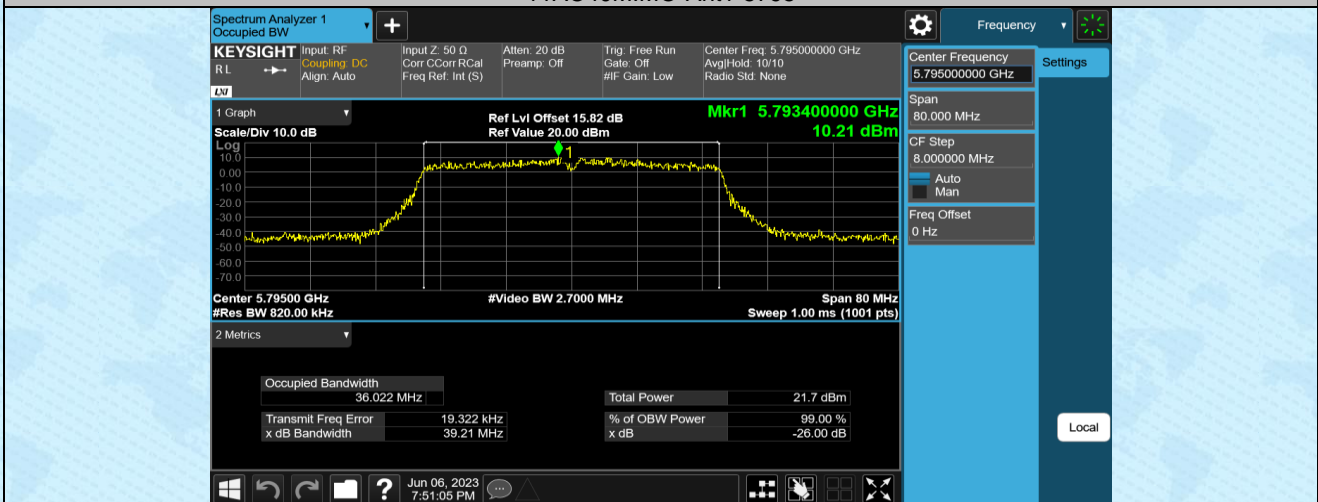 Spectrum Analyzer 1
Occupied BW
Frequency
KEYSIGHT
R L
LXI
Input: RF
Coupling: DC
Align: Auto
Input Z: 50 Ω
Corr CCorr RCal
Freq Ref: Int (S)
Atten: 20 dB
Preamp: Off
Trig: Free Run
Gate: Off
#IF Gain: Low
Center Freq: 5.795000000 GHz
Avg|Hold: 10/10
Radio Std: None
1 Graph
Scale/Div 10.0 dB
Ref Lvl Offset 15.82 dB
Ref Value 20.00 dBm
Mkr1 5.793400000 GHz
10.21 dBm
Log
10.0
0.00
-10.0
-20.0
-30.0
-40.0
-50.0
-60.0
-70.0
1
Center 5.79500 GHz
#Res BW 820.00 kHz
#Video BW 2.7000 MHz
Span 80 MHz
Sweep 1.00 ms (1001 pts)
2 Metrics
Occupied Bandwidth
36.022 MHz
Transmit Freq Error 19.322 kHz
x dB Bandwidth 39.21 MHz
Total Power 21.7 dBm
% of OBW Power 99.00 %
x dB -26.00 dB
Center Frequency
5.795000000 GHz
Settings
Span
80.000 MHz
CF Step
8.000000 MHz
Auto
Man
Freq Offset
0 Hz
Local
?
Jun 06, 2023
7:51:05 PM